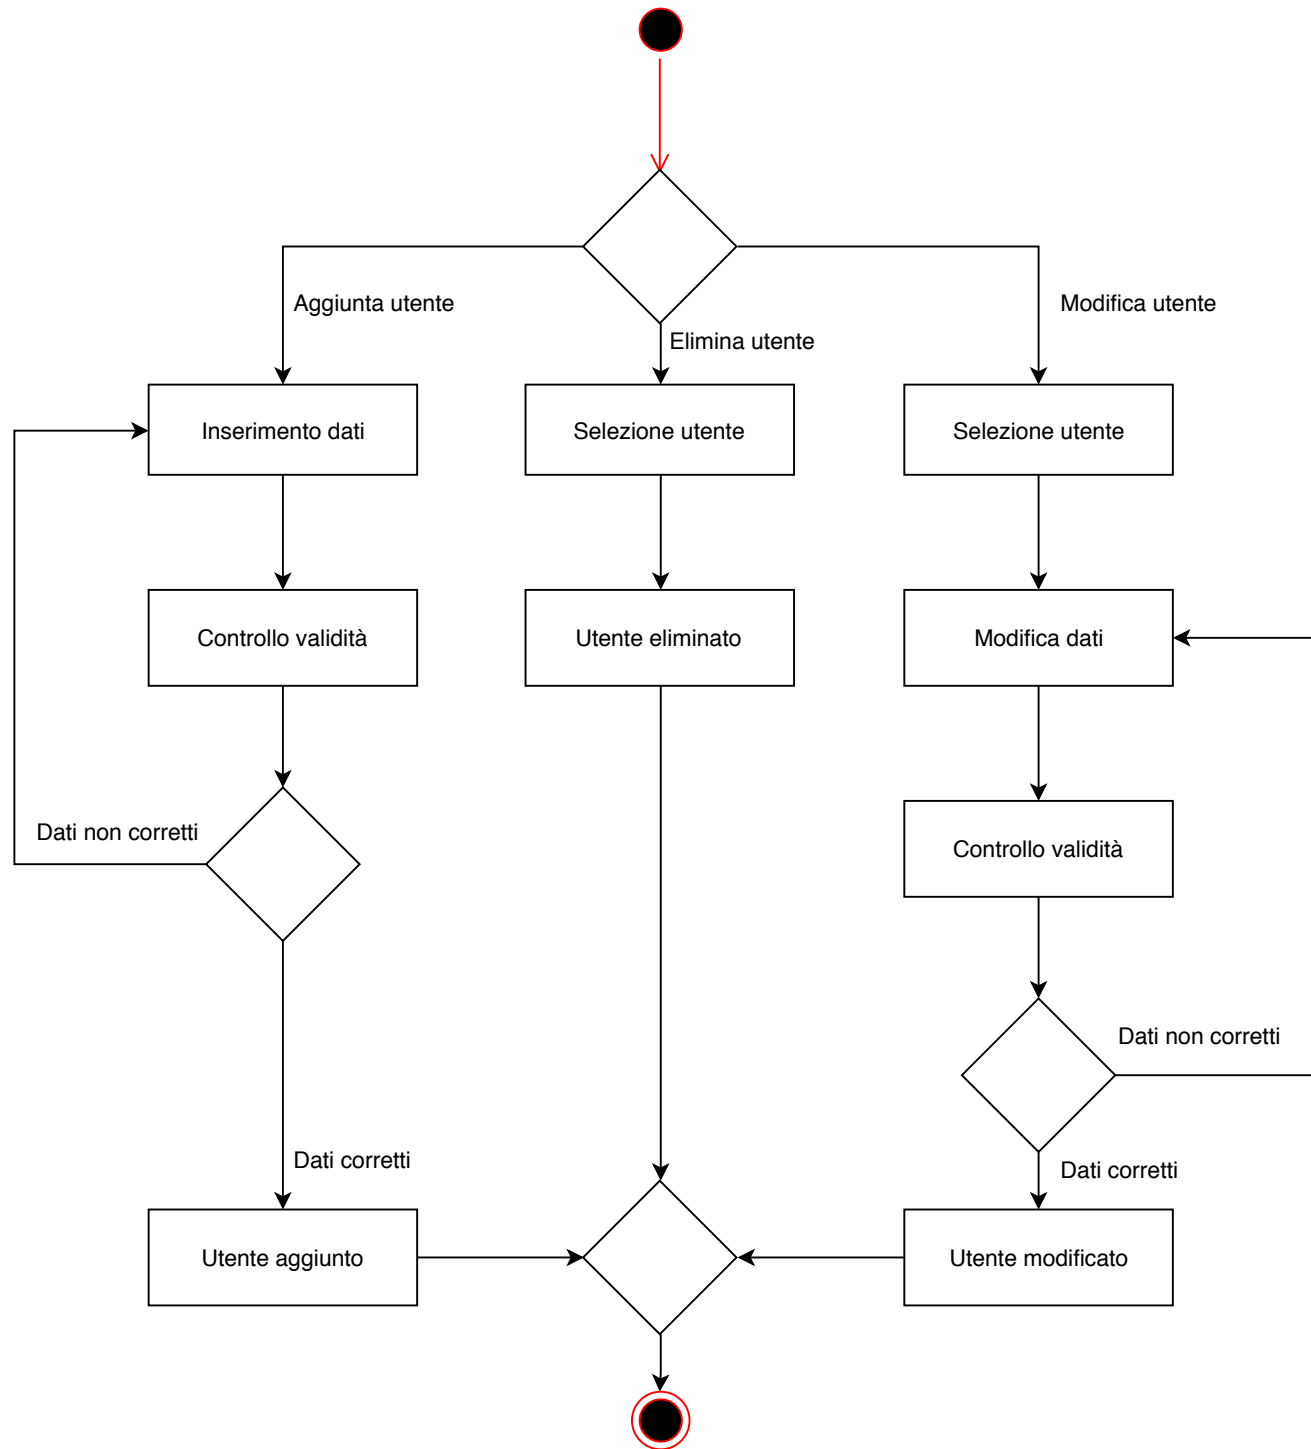 Aggiunta utente
Elimina utente
Modifica utente
Inserimento dati
Selezione utente
Selezione utente
Controllo validità
Utente eliminato
Modifica dati
Dati non corretti
Controllo validità
Dati non corretti
Dati corretti
Dati corretti
Utente aggiunto
Utente modificato